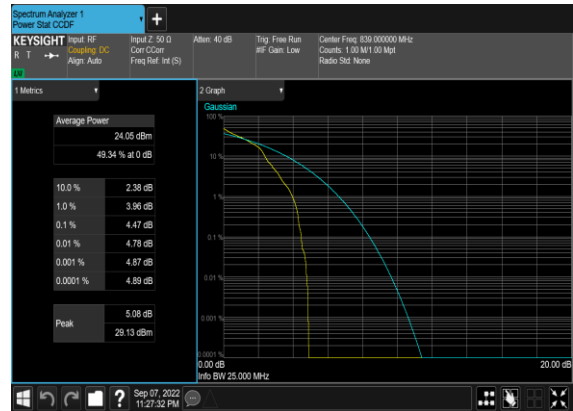 Spectrum Analyzer 1
Power Stat CCDF
+
KEYSIGHT
R T
LW
Input: RF
Coupling: DC
Align: Auto
Input Z: 50 Ω
Corr CCorr
Freq Ref: Int (S)
Atten: 40 dB
Trig: Free Run
#IF Gain: Low
Center Freq: 839.000000 MHz
Counts: 1.00 M/1.00 Mpt
Radio Std: None
1 Metrics
Average Power
24.05 dBm
49.34 % at 0 dB
10.0 % 2.38 dB
1.0 % 3.96 dB
0.1 % 4.47 dB
0.01 % 4.78 dB
0.001 % 4.87 dB
0.0001 % 4.89 dB
Peak
5.08 dB
29.13 dBm
2 Graph
Gaussian
100 %
10 %
1 %
0.1 %
0.01 %
0.001 %
0.0001 %
0.00 dB
20.00 dB
Info BW 25.000 MHz
?
Sep 07, 2022
11:27:32 PM